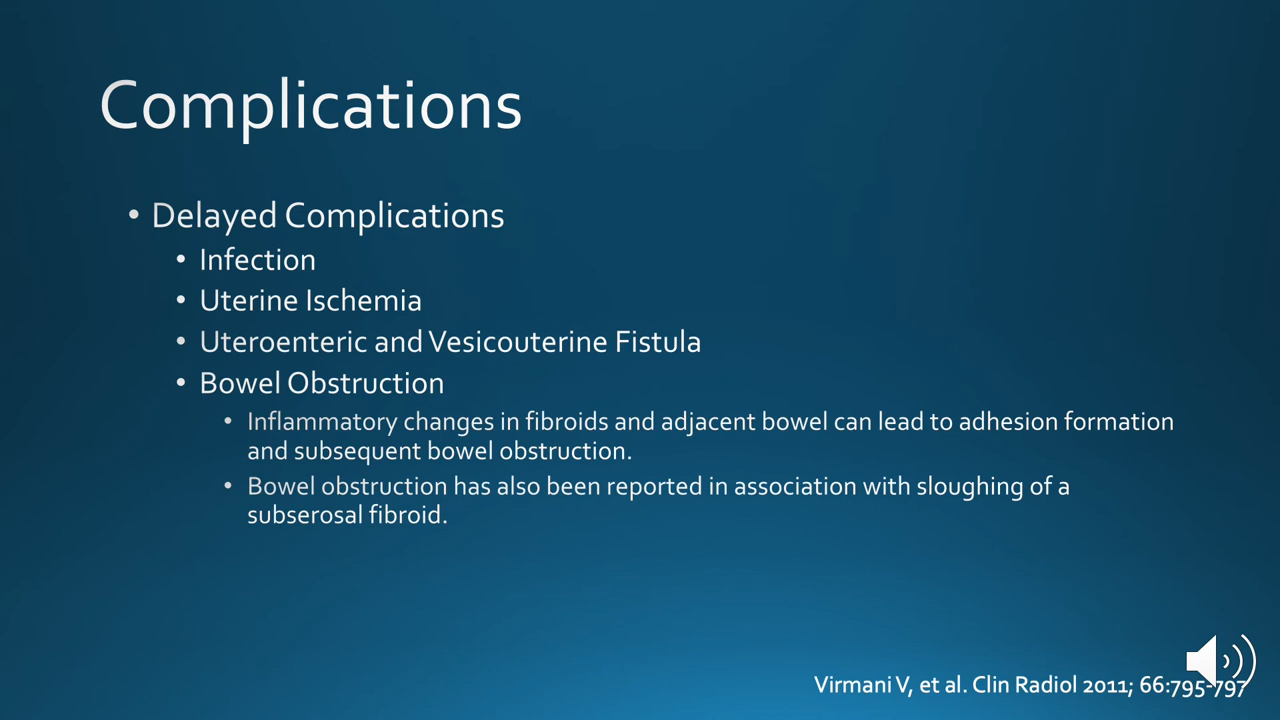 Complications
• Delayed Complications
• Infection
• Uterine Ischemia
• Uteroenteric and Vesicouterine Fistula
• Bowel Obstruction
• Inflammatory changes in fibroids and adjacent bowel can lead to adhesion formation
and subsequent bowel obstruction.
• Bowel obstruction has also been reported in association with sloughing of a
subserosal fibroid.
Virmani V, et al. Clin Radiol 2011; 66:795-797